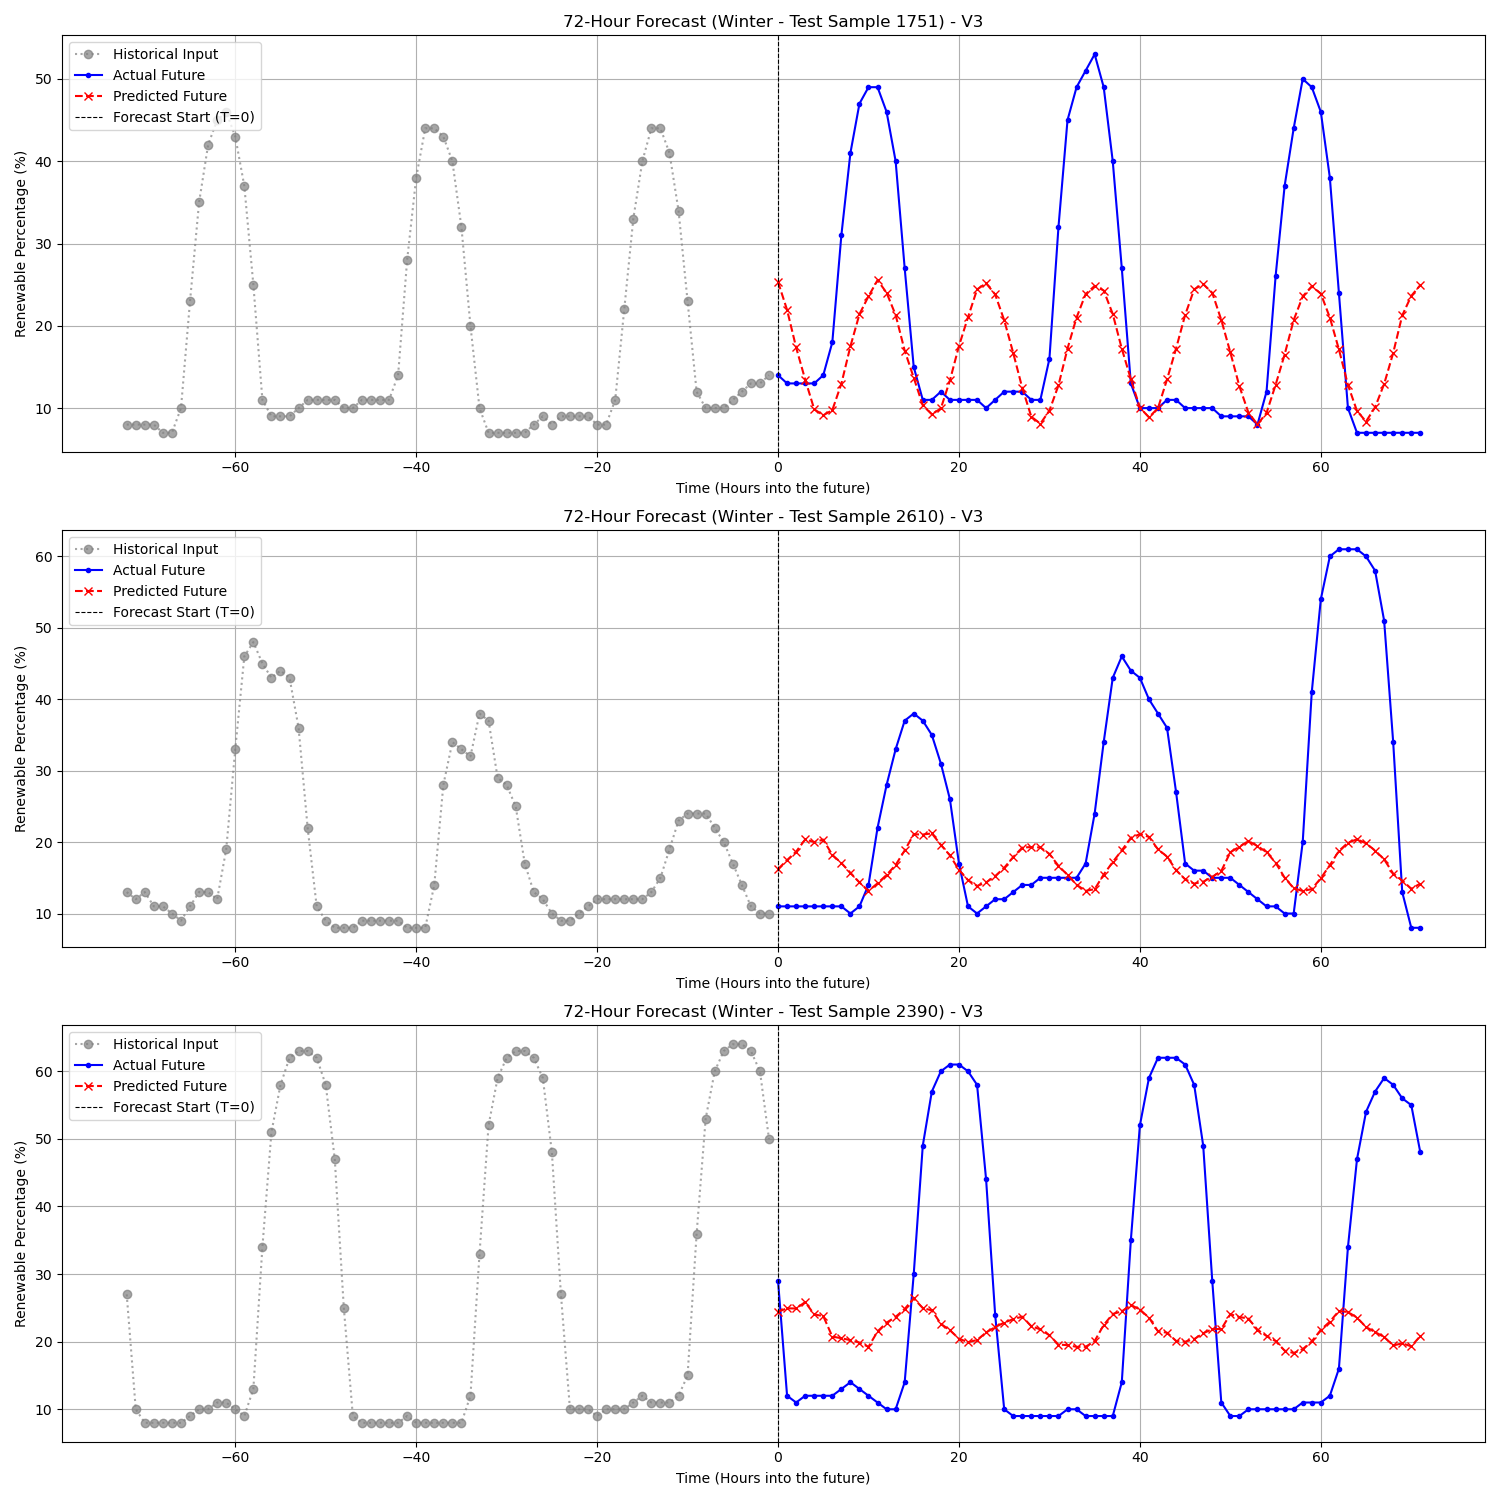 72-Hour Forecast (Winter - Test Sample 1751) - V3
Historical Input
Actual Future
Predicted Future
Forecast Start (T=0)
Renewable Percentage (%)
50
40
30
20
10
−60 −40 −20 0 20 40 60
Time (Hours into the future)
72-Hour Forecast (Winter - Test Sample 2610) - V3
Historical Input
Actual Future
Predicted Future
Forecast Start (T=0)
Renewable Percentage (%)
60
50
40
30
20
10
−60 −40 −20 0 20 40 60
Time (Hours into the future)
72-Hour Forecast (Winter - Test Sample 2390) - V3
Historical Input
Actual Future
Predicted Future
Forecast Start (T=0)
Renewable Percentage (%)
60
50
40
30
20
10
−60 −40 −20 0 20 40 60
Time (Hours into the future)